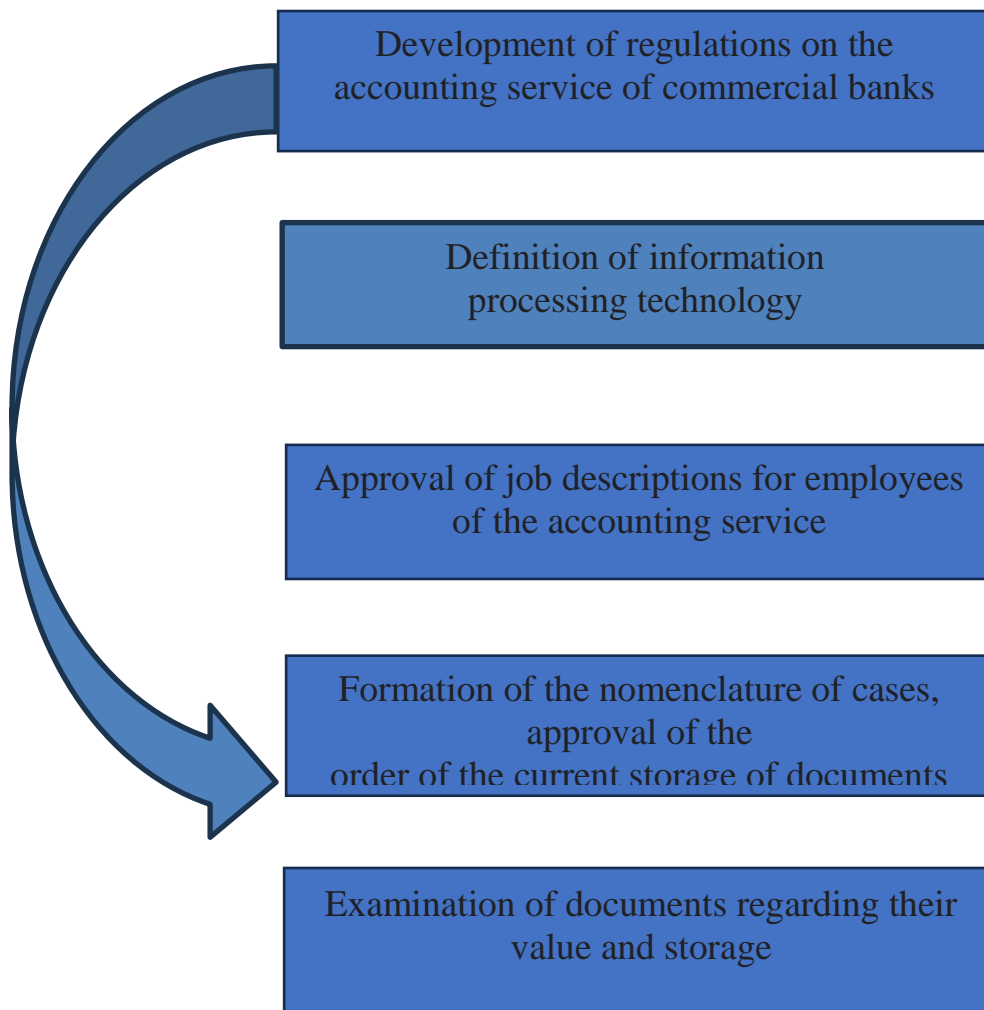 Development of regulations on the
accounting service of commercial banks
Definition of information
processing technology
Approval of job descriptions for employees
of the accounting service
Formation of the nomenclature of cases,
approval of the
order of the current storage of documents
Examination of documents regarding their
value and storage